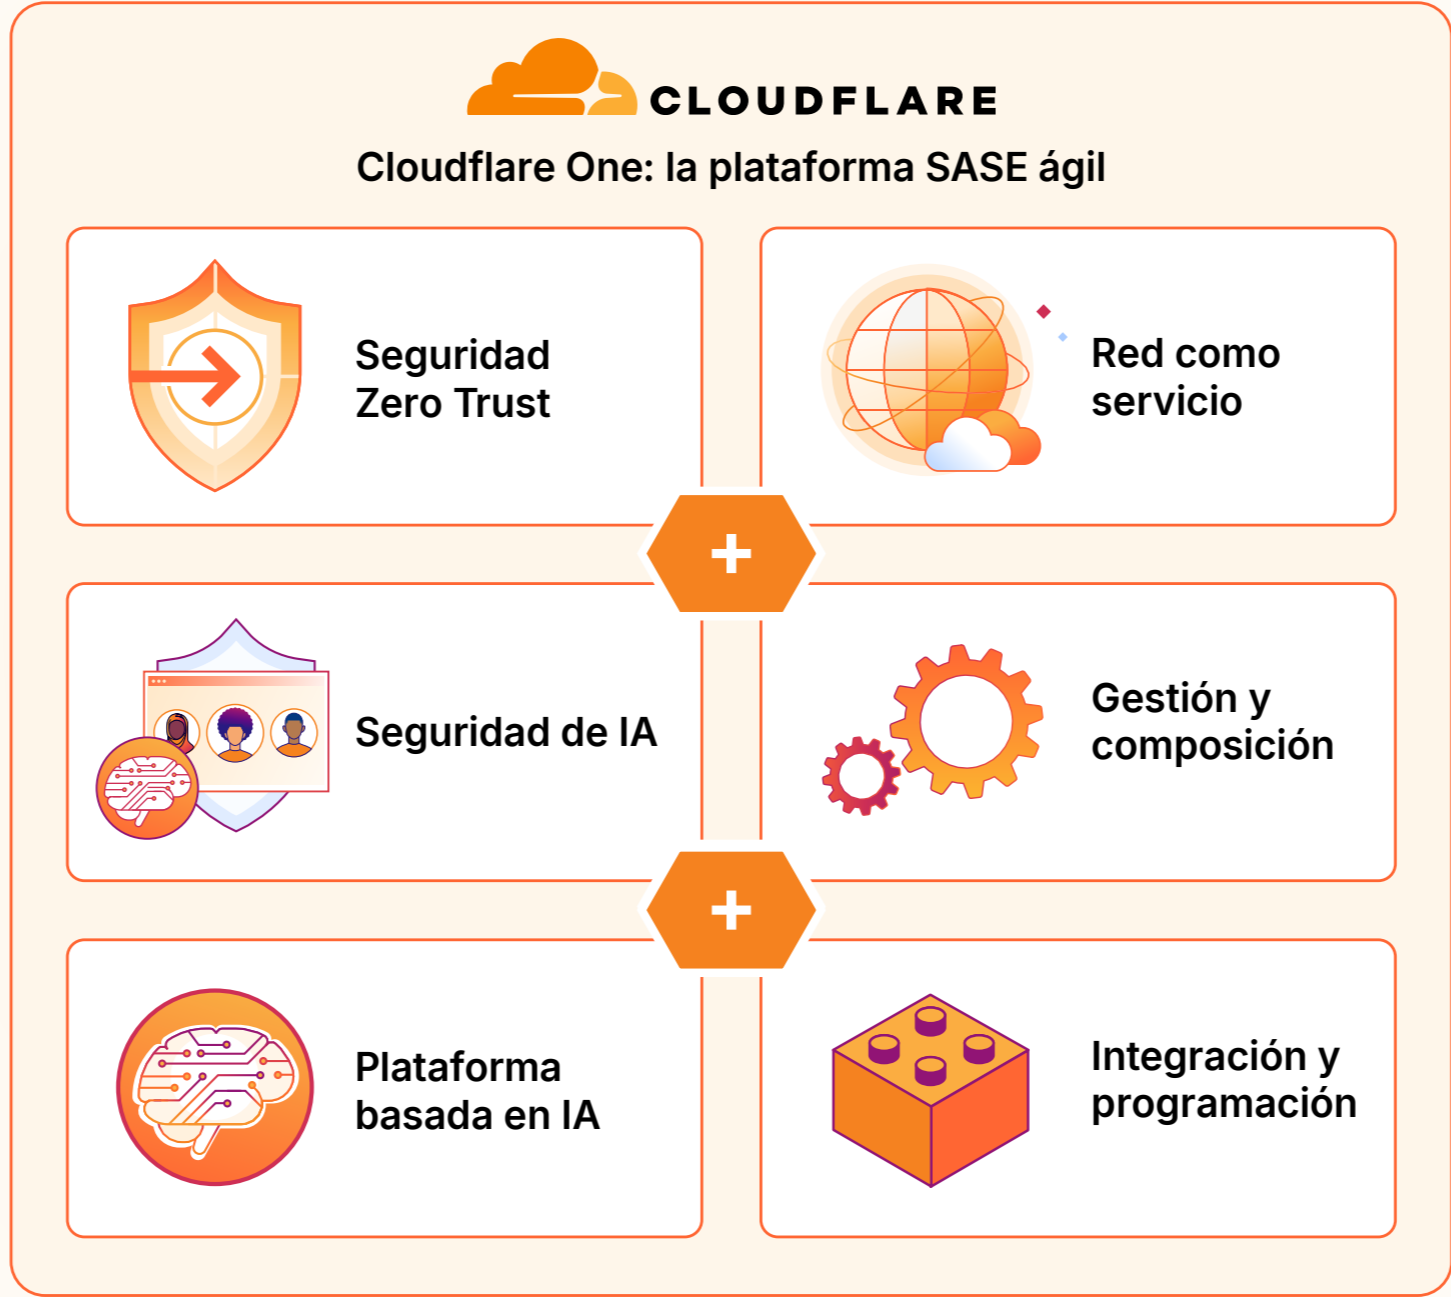 CLOUDFLARE
Cloudflare One: la plataforma SASE ágil
Seguridad
Zero Trust
Red como
servicio
+
Seguridad de IA
Gestión y
composición
+
Plataforma
basada en IA
Integración y
programación